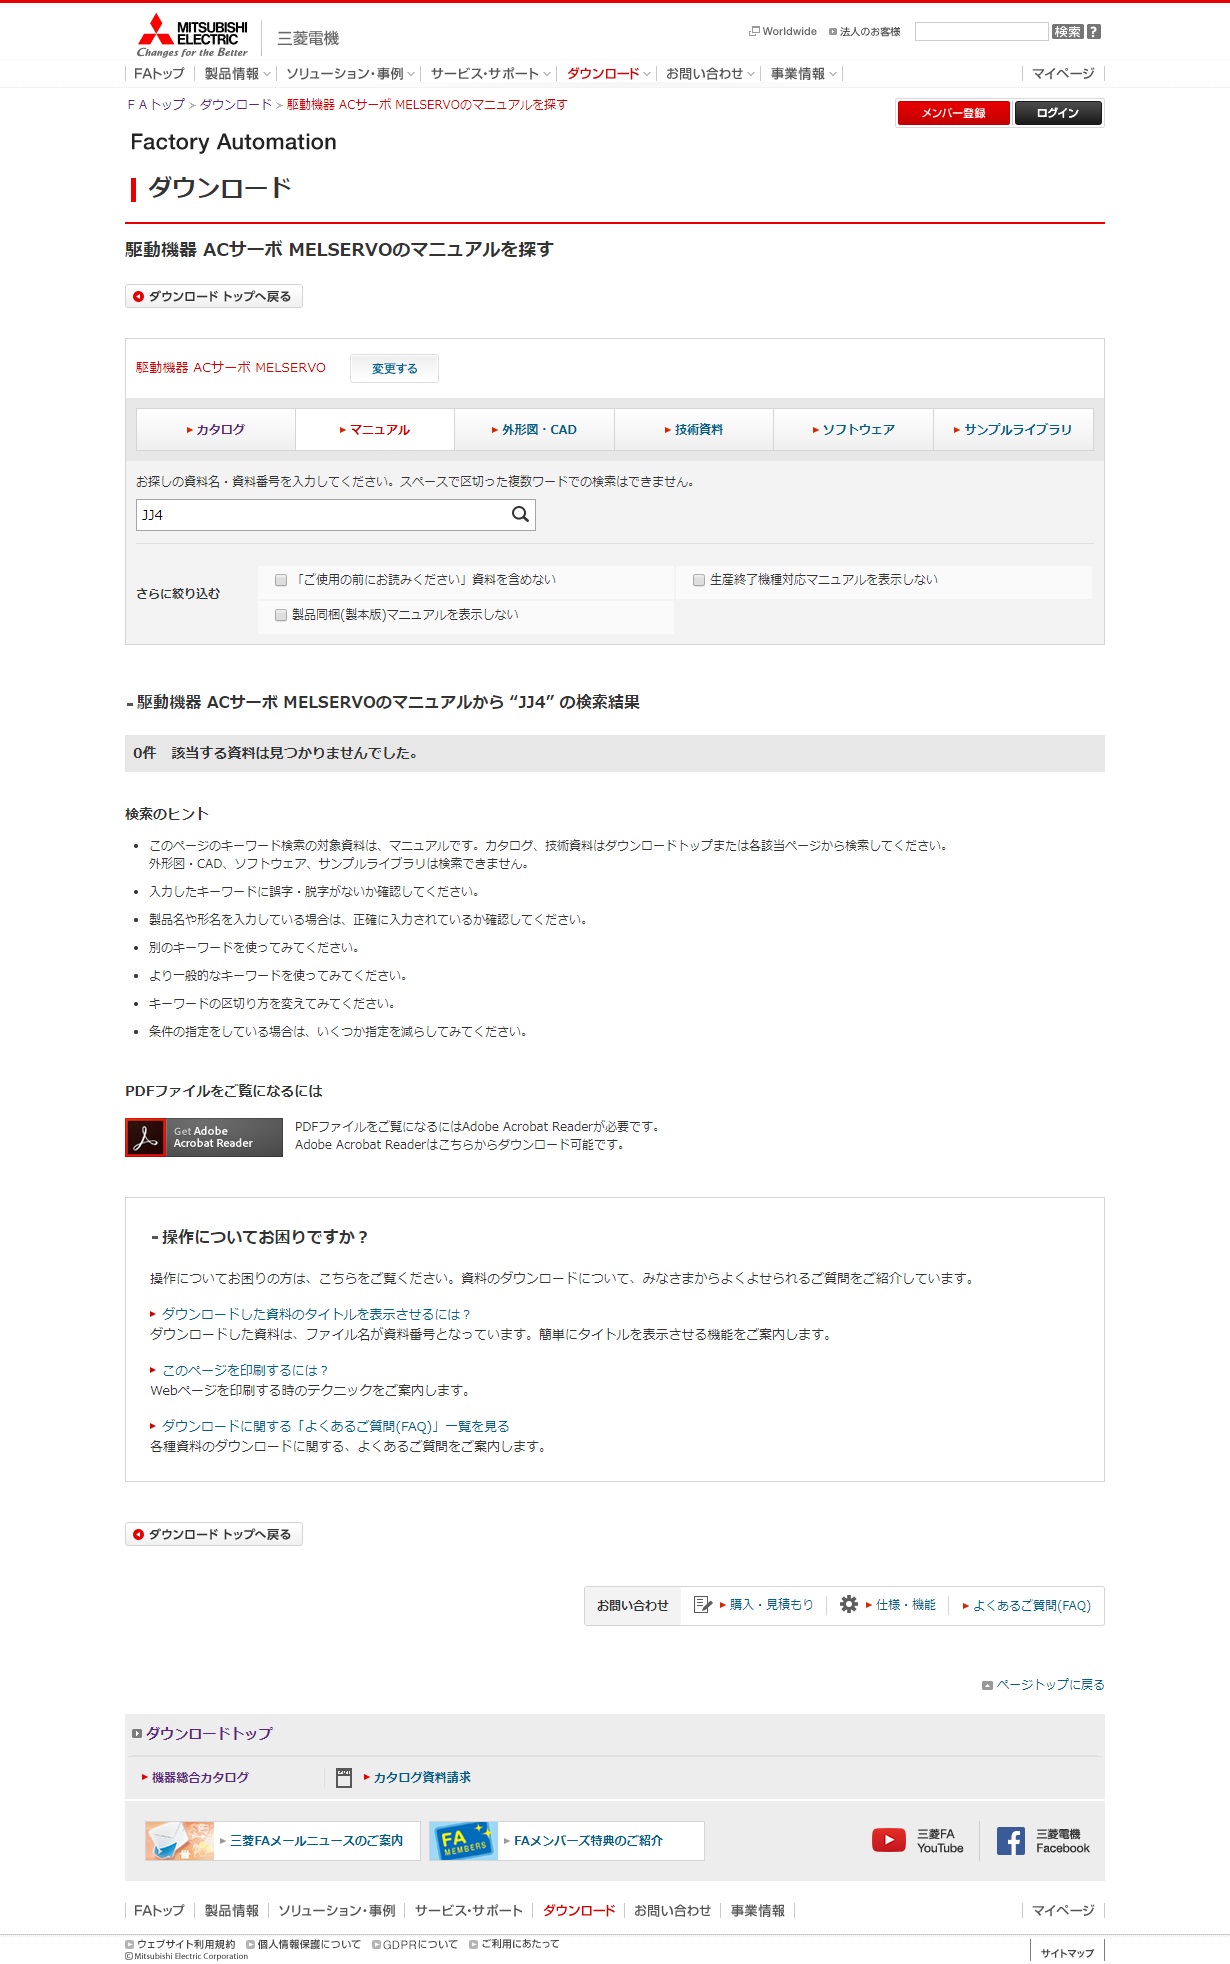 MITSUBISHI ELECTRIC
Changes for the Better
三菱電機
Worldwide 法人のお客様 検索 ?
FAトップ 製品情報 ソリューション・事例 サービス・サポート ダウンロード お問い合わせ 事業情報 マイページ
ＦＡトップ > ダウンロード > 駆動機器 ACサーボ MELSERVOのマニュアルを探す
メンバー登録 ログイン
Factory Automation
ダウンロード
駆動機器 ACサーボ MELSERVOのマニュアルを探す
ダウンロード トップへ戻る
駆動機器 ACサーボ MELSERVO 変更する
カタログ マニュアル 外形図・CAD 技術資料 ソフトウェア サンプルライブラリ
お探しの資料名・資料番号を入力してください。スペースで区切った複数ワードでの検索はできません。
JJ4
さらに絞り込む
「ご使用の前にお読みください」資料を含めない 生産終了機種対応マニュアルを表示しない
製品同梱(製本版)マニュアルを表示しない
駆動機器 ACサーボ MELSERVOのマニュアルから “JJ4” の検索結果
0件 該当する資料は見つかりませんでした。
検索のヒント
• このページのキーワード検索の対象資料は、マニュアルです。カタログ、技術資料はダウンロードトップまたは各該当ページから検索してください。
外形図・CAD、ソフトウェア、サンプルライブラリは検索できません。
• 入力したキーワードに誤字・脱字がないか確認してください。
• 製品名や形名を入力している場合は、正確に入力されているか確認してください。
• 別のキーワードを使ってみてください。
• より一般的なキーワードを使ってみてください。
• キーワードの区切り方を変えてみてください。
• 条件の指定をしている場合は、いくつか指定を減らしてみてください。
PDFファイルをご覧になるには
Get Adobe
Acrobat Reader
PDFファイルをご覧になるにはAdobe Acrobat Readerが必要です。
Adobe Acrobat Readerはこちらからダウンロード可能です。
操作についてお困りですか？
操作についてお困りの方は、こちらをご覧ください。資料のダウンロードについて、みなさまからよくよせられるご質問をご紹介しています。
ダウンロードした資料のタイトルを表示させるには？
ダウンロードした資料は、ファイル名が資料番号となっています。簡単にタイトルを表示させる機能をご案内します。
このページを印刷するには？
Webページを印刷する時のテクニックをご案内します。
ダウンロードに関する「よくあるご質問(FAQ)」一覧を見る
各種資料のダウンロードに関する、よくあるご質問をご案内します。
ダウンロード トップへ戻る
お問い合わせ 購入・見積もり 仕様・機能 よくあるご質問(FAQ)
ページトップに戻る
ダウンロードトップ
機器総合カタログ カタログ資料請求
三菱FAメールニュースのご案内
FA MEMBERS
FAメンバーズ特典のご紹介
三菱FA YouTube
三菱電機 Facebook
FAトップ 製品情報 ソリューション・事例 サービス・サポート ダウンロード お問い合わせ 事業情報 マイページ
ウェブサイト利用規約 個人情報保護について GDPRについて ご利用にあたって
©Mitsubishi Electric Corporation
サイトマップ